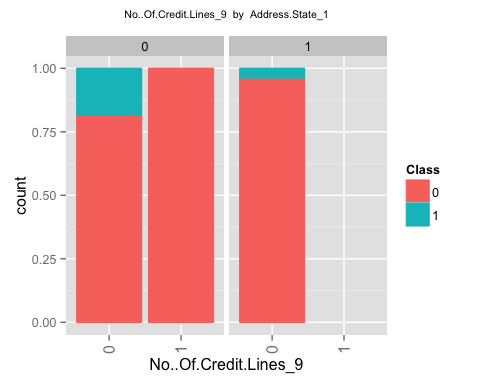 No..Of.Credit.Lines_9 by Address.State_1
0 1
1.00
0.75
0.50
0.25
0.00
count
0 1 0 1
No..Of.Credit.Lines_9
Class
0
1